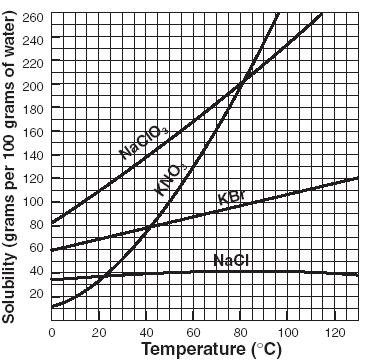 Solubility (grams per 100 grams of water)
260
240
220
200
180
160
140
120
100
80
60
40
20
NaClO3
KNO3
KBr
NaCl
0 20 40 60 80 100 120
Temperature (°C)